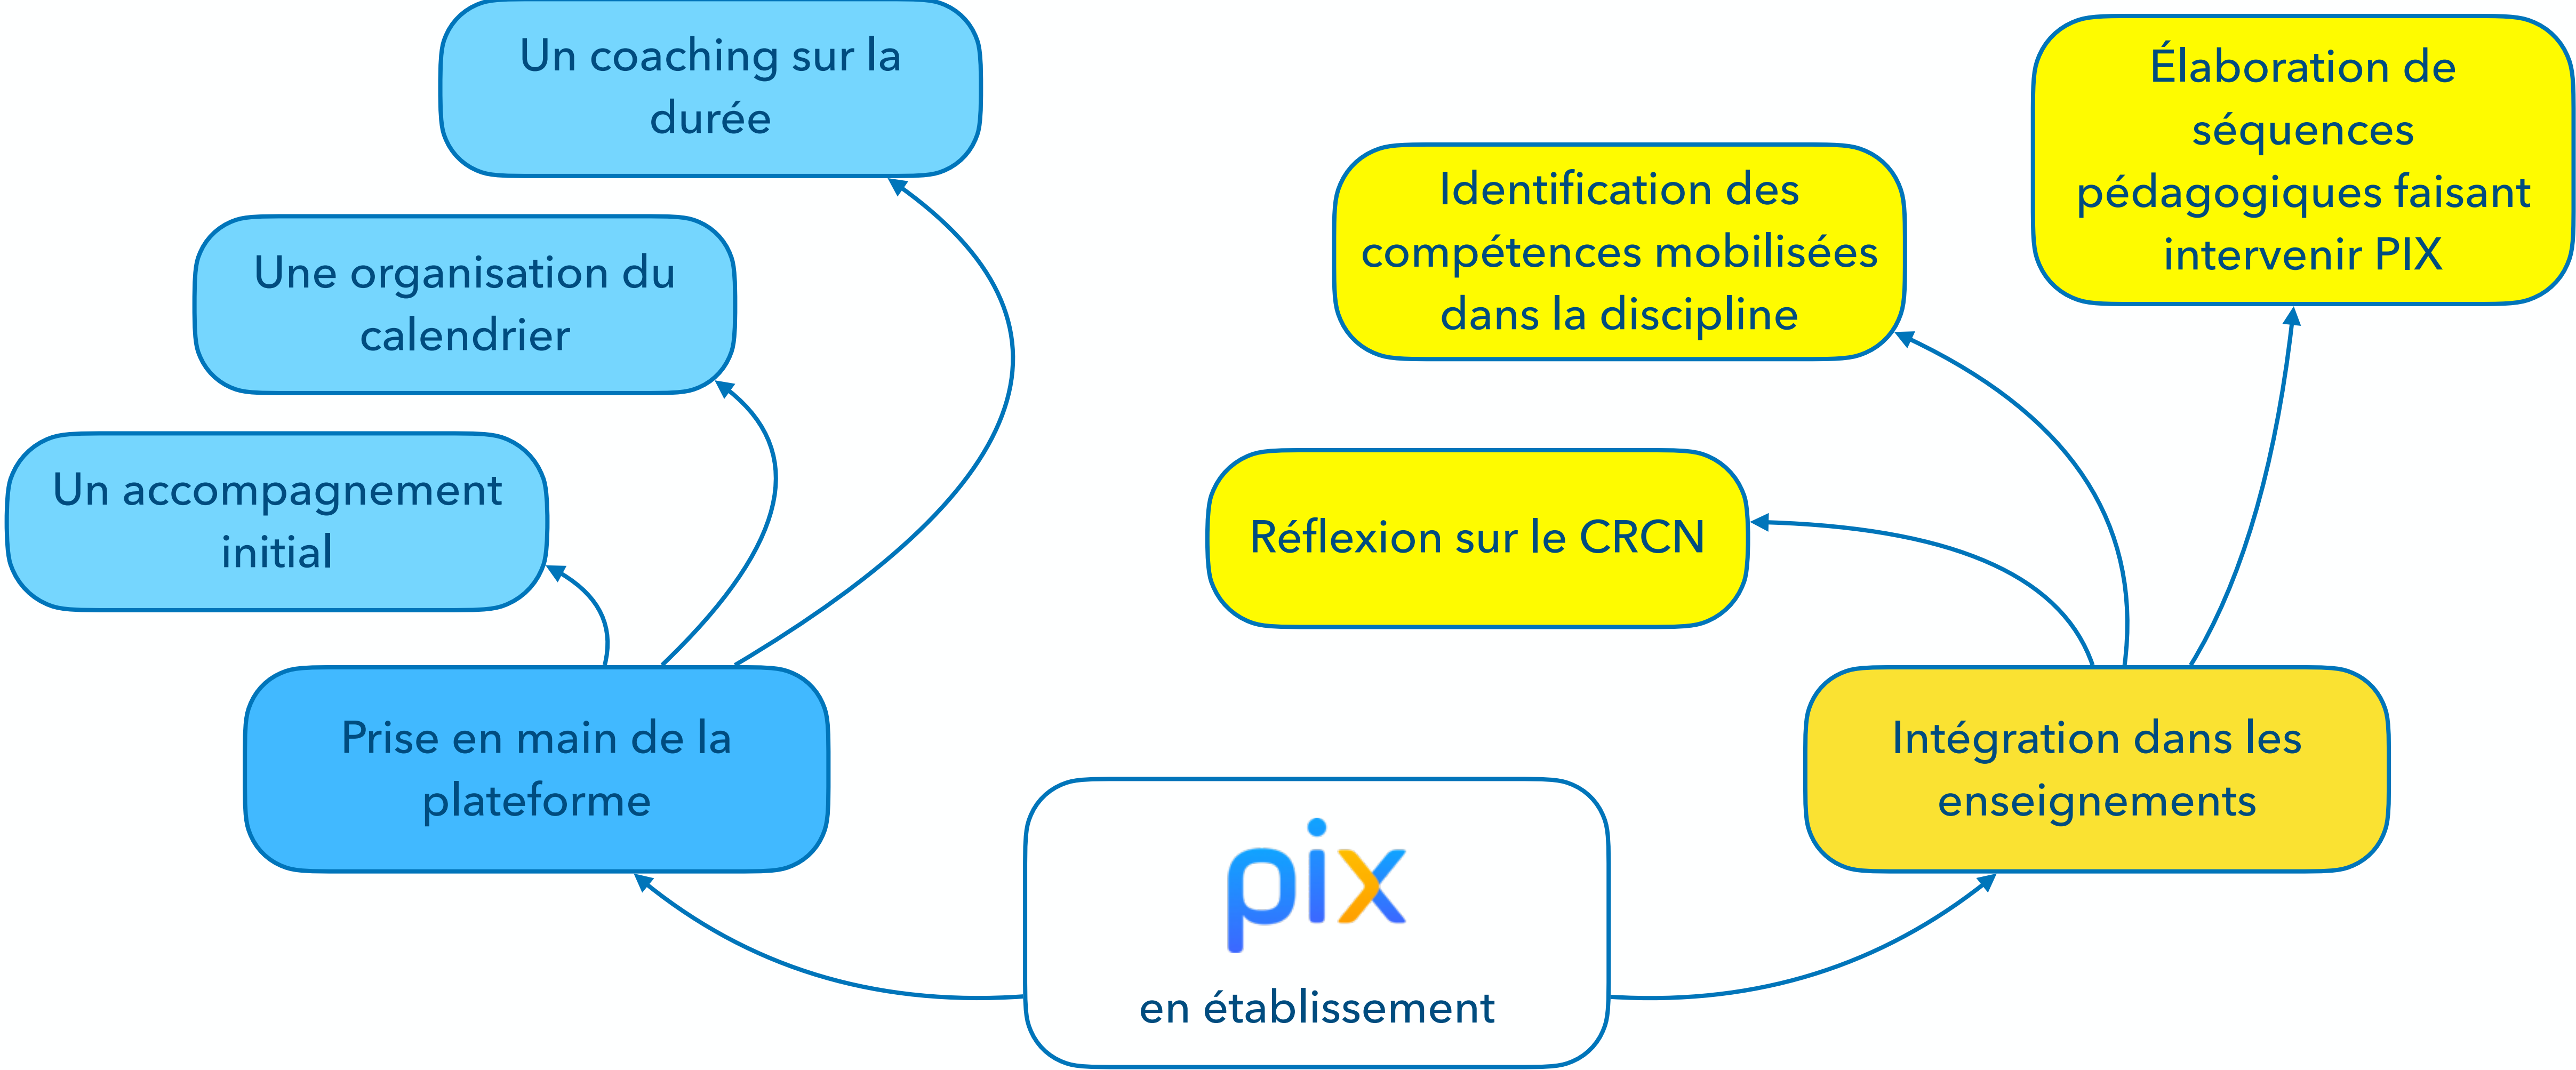 Un coaching sur la
durée
Une organisation du
calendrier
Un accompagnement
initial
Prise en main de la
plateforme
pix
en établissement
Élaboration de
séquences
pédagogiques faisant
intervenir PIX
Identification des
compétences mobilisées
dans la discipline
Réflexion sur le CRCN
Intégration dans les
enseignements